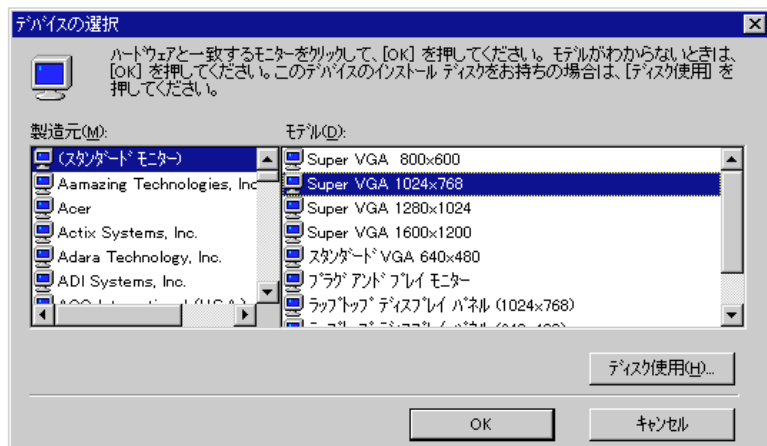 デバイスの選択
ハードウェアと一致するモニターをクリックして、[OK] を押してください。モデルがわからないときは、
[OK] を押してください。このデバイスのインストール ディスクをお持ちの場合は、[ディスク使用] を
押してください。
製造元(M):
モデル(D):
(スタンダード モニター)
Aamazing Technologies, Inc
Acer
Actix Systems, Inc.
Adara Technology, Inc.
ADI Systems, Inc.
Super VGA 800x600
Super VGA 1024x768
Super VGA 1280x1024
Super VGA 1600x1200
スタンダード VGA 640x480
プラグ アンド プレイ モニター
ラップトップ ディスプレイ パネル (1024x768)
ディスク使用(H)...
OK
キャンセル